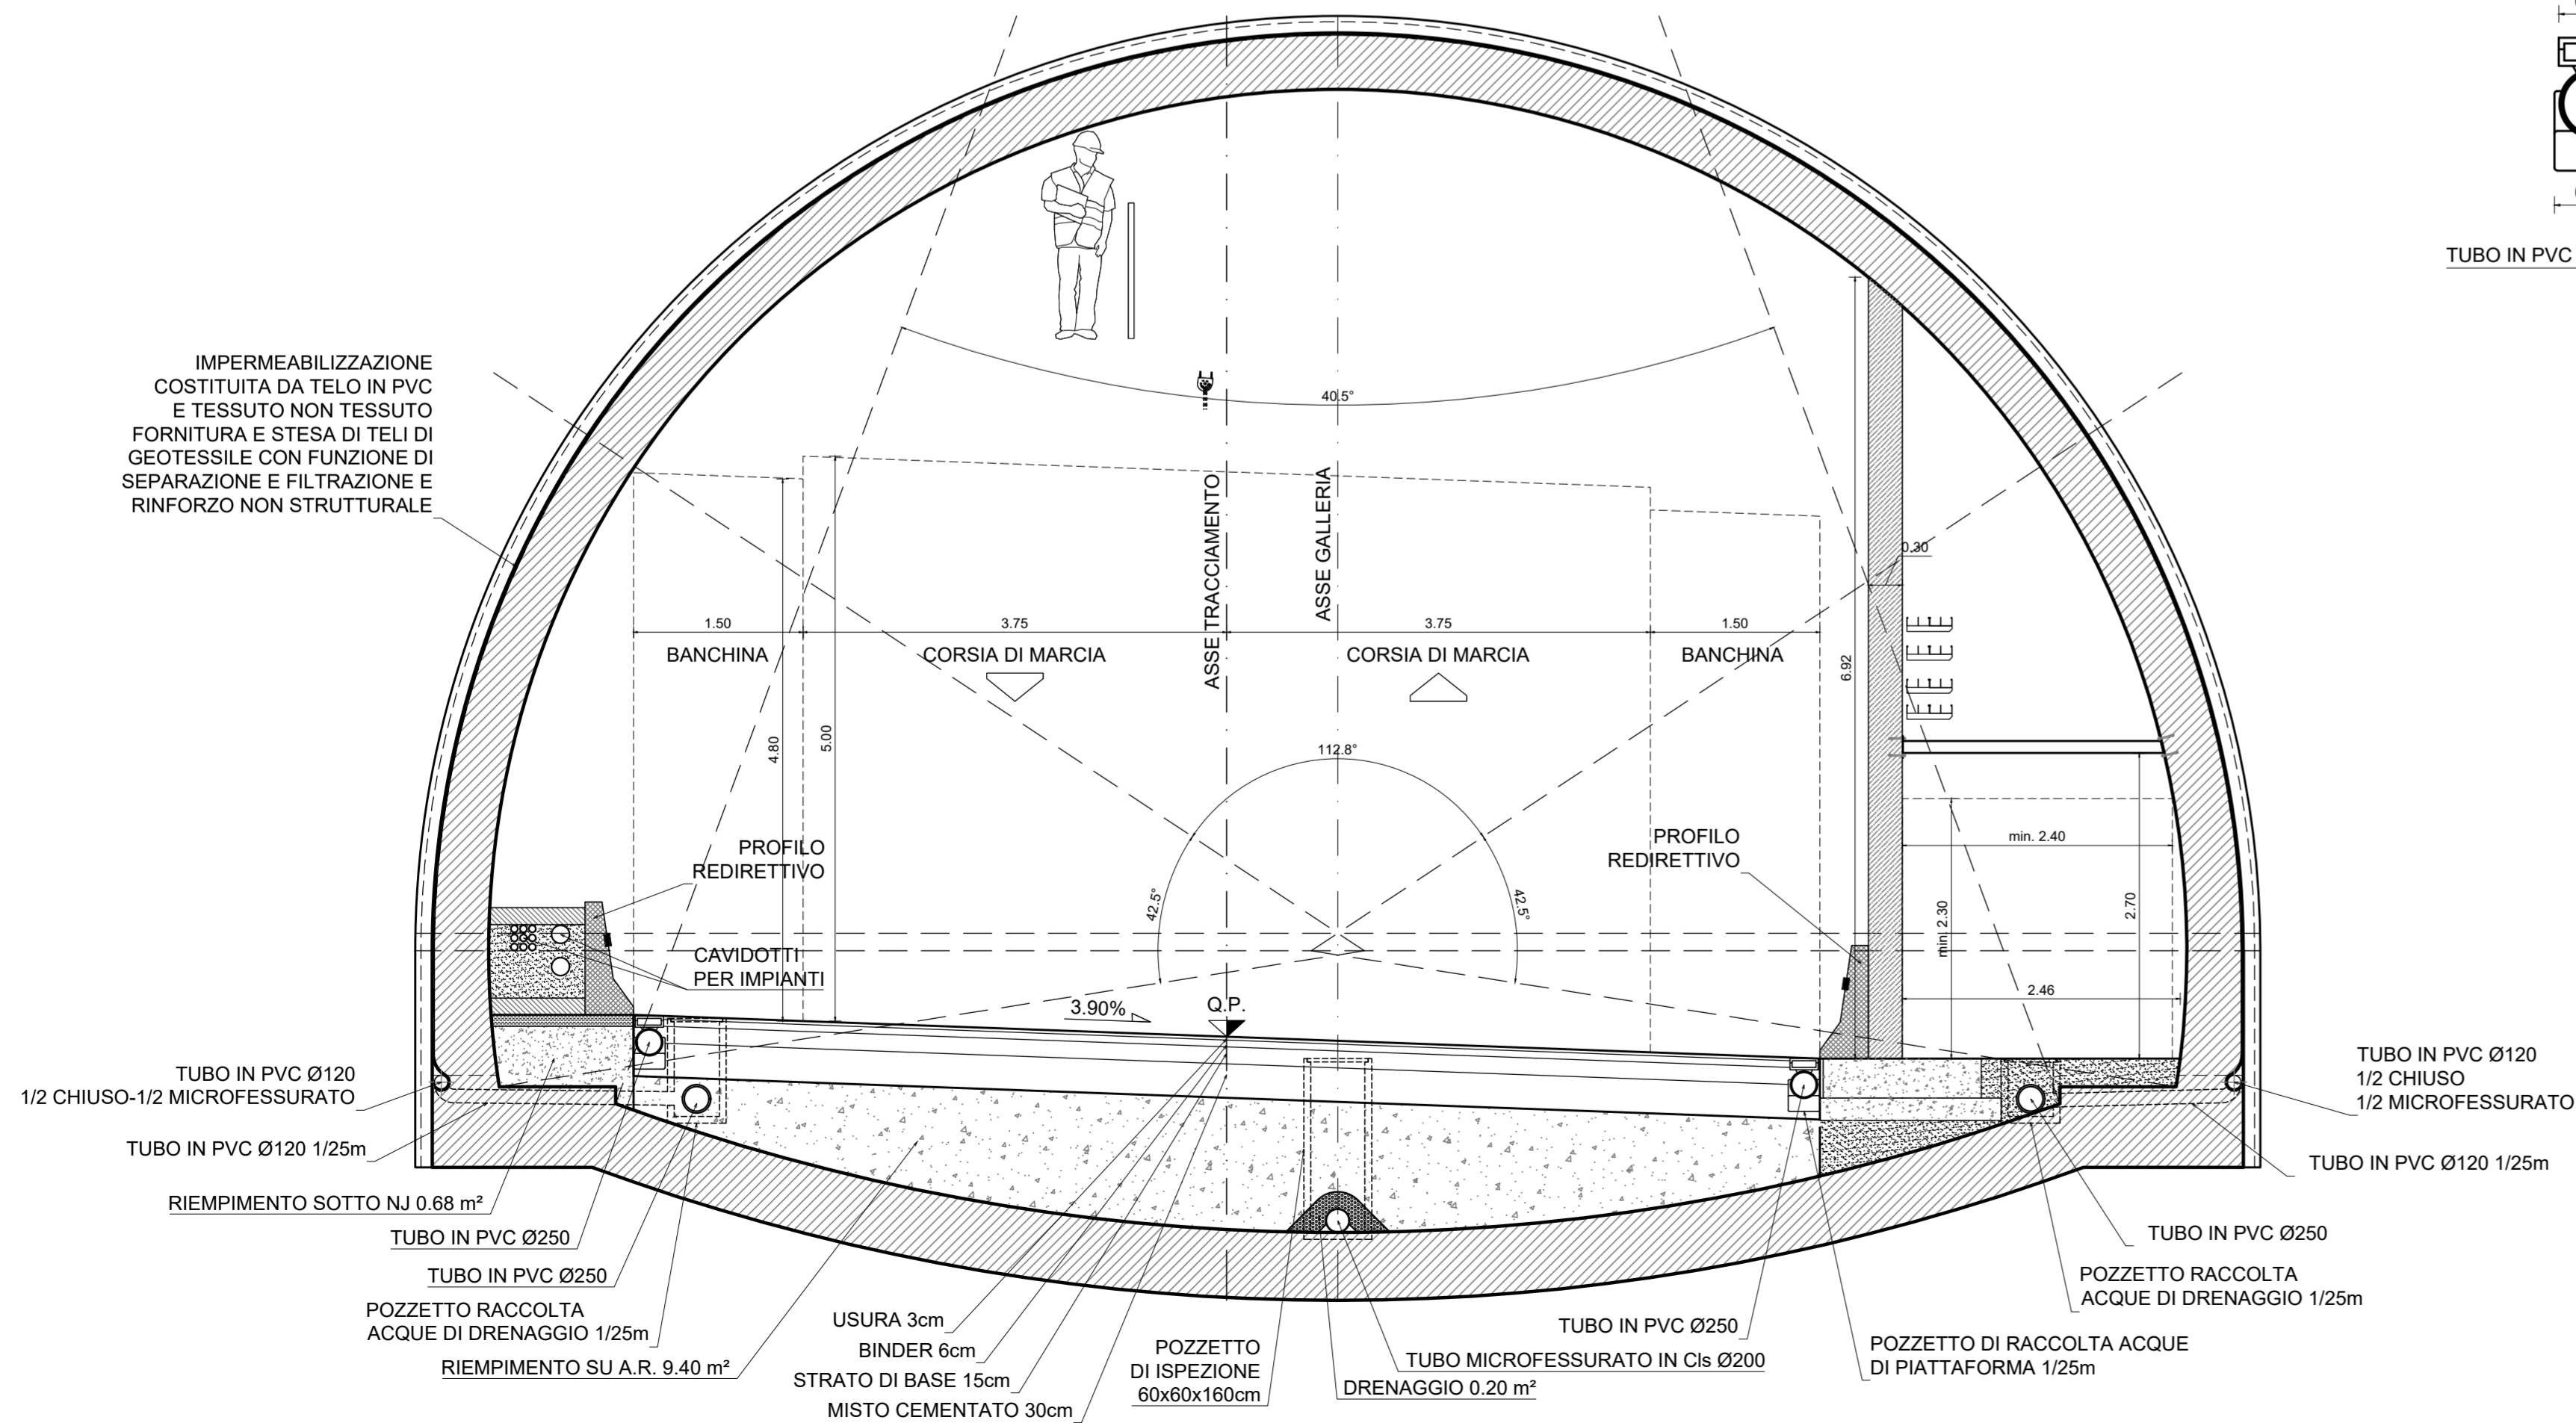 TUBO IN PVC
IMPERMEABILIZZAZIONE
COSTITUITA DA TELO IN PVC
E TESSUTO NON TESSUTO
FORNITURA E STESA DI TELI DI
GEOTESSILE CON FUNZIONE DI
SEPARAZIONE E FILTRAZIONE E
RINFORZO NON STRUTTURALE
40.5°
ASSE TRACCIAMENTO
ASSE GALLERIA
0.30
1.50
3.75
3.75
1.50
BANCHINA
CORSIA DI MARCIA
CORSIA DI MARCIA
BANCHINA
6.92
4.80
5.00
112.8°
42.5°
42.5°
PROFILO
REDIRETTIVO
PROFILO
REDIRETTIVO
min. 2.40
min. 2.30
2.70
2.46
CAVIDOTTI
PER IMPIANTI
3.90%
Q.P.
TUBO IN PVC Ø120
1/2 CHIUSO-1/2 MICROFESSURATO
TUBO IN PVC Ø120 1/25m
RIEMPIMENTO SOTTO NJ 0.68 m²
TUBO IN PVC Ø250
TUBO IN PVC Ø250
POZZETTO RACCOLTA
ACQUE DI DRENAGGIO 1/25m
RIEMPIMENTO SU A.R. 9.40 m²
USURA 3cm
BINDER 6cm
STRATO DI BASE 15cm
MISTO CEMENTATO 30cm
POZZETTO
DI ISPEZIONE
60x60x160cm
DRENAGGIO 0.20 m²
TUBO MICROFESSURATO IN Cls Ø200
TUBO IN PVC Ø250
POZZETTO DI RACCOLTA ACQUE
DI PIATTAFORMA 1/25m
POZZETTO RACCOLTA
ACQUE DI DRENAGGIO 1/25m
TUBO IN PVC Ø250
TUBO IN PVC Ø120 1/25m
TUBO IN PVC Ø120
1/2 CHIUSO
1/2 MICROFESSURATO